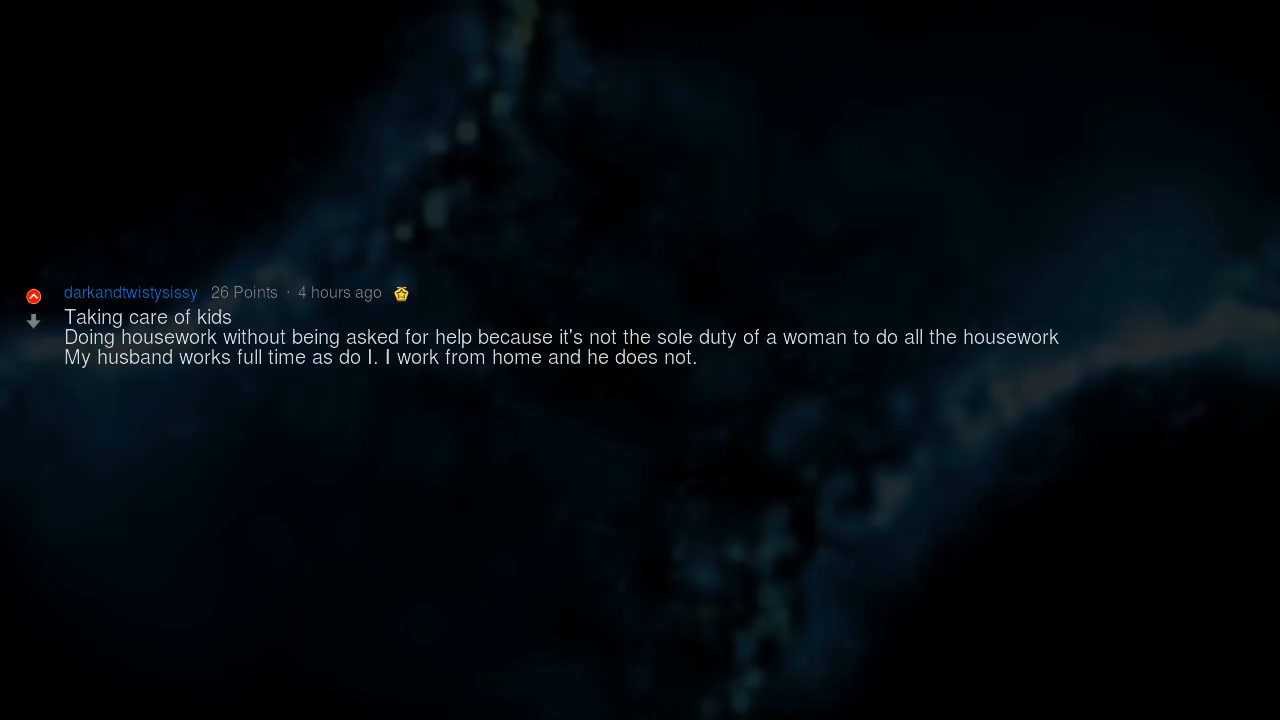 darkandtwistysissy 26 Points · 4 hours ago
Taking care of kids
Doing housework without being asked for help because it's not the sole duty of a woman to do all the housework
My husband works full time as do I. I work from home and he does not.